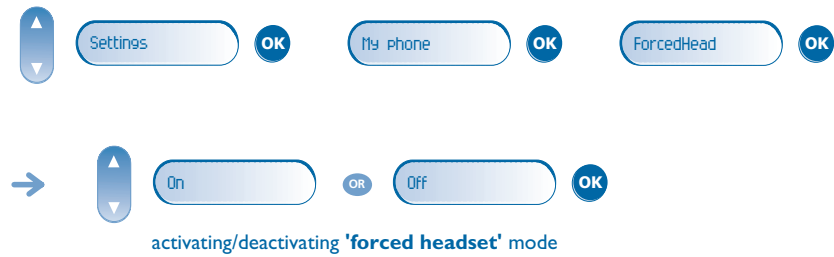 Settings OK My phone OK ForcedHead OK
On OR Off OK
activating/deactivating 'forced headset' mode